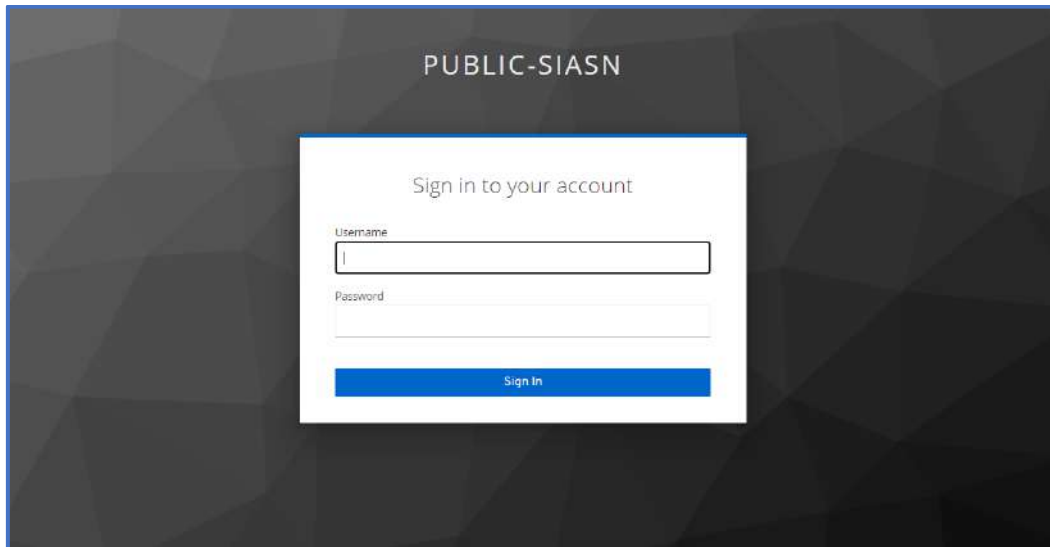 PUBLIC-SIASN
Sign in to your account
Username
Password
Sign In